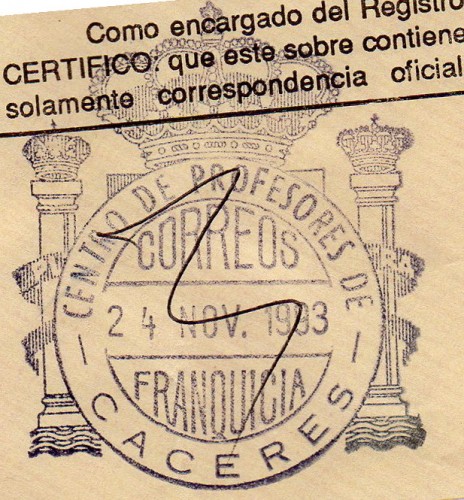 Como encargado del Registro
CERTIFICO, que este sobre contiene
solamente correspondencia oficial
CENTRO DE PROFESORES DE
CORREOS
24 NOV. 1993
FRANQUICIA
— CACERES —